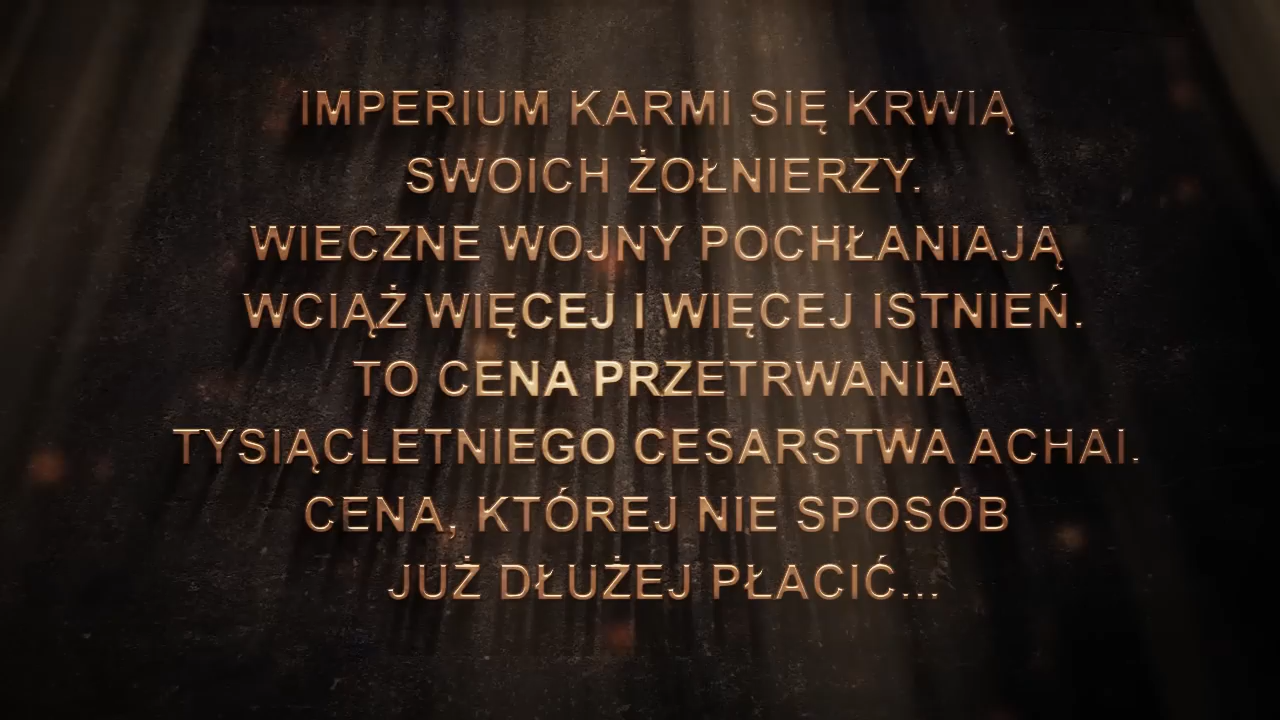 IMPERIUM KARMI SIĘ KRWIĄ
SWOICH ŻOŁNIERZY.
WIECZNE WOJNY POCHŁANIAJĄ
WCIĄŻ WIĘCEJ I WIĘCEJ ISTNIEŃ.
TO CENA PRZETRWANIA
TYSIĄCLETNIEGO CESARSTWA ACHAI.
CENA, KTÓREJ NIE SPOSÓB
JUŻ DŁUŻEJ PŁACIĆ...